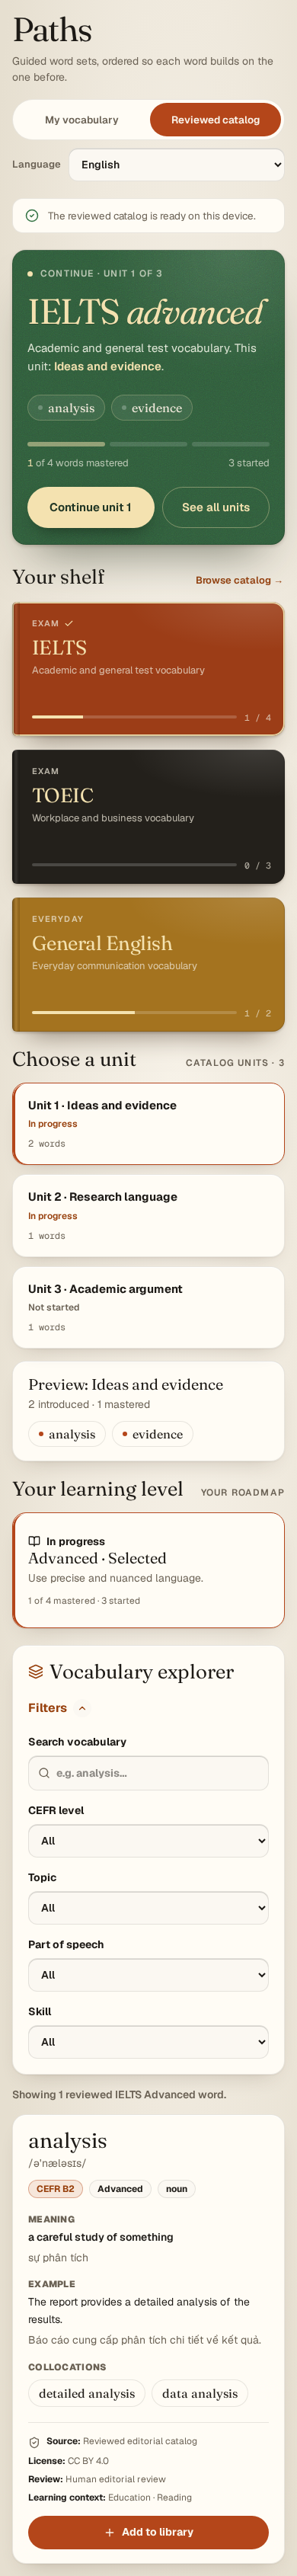 Paths
Guided word sets, ordered so each word builds on the
one before.
My vocabulary
Reviewed catalog
Language
English
The reviewed catalog is ready on this device.
CONTINUE · UNIT 1 OF 3
IELTS advanced
Academic and general test vocabulary. This
unit: Ideas and evidence.
analysis
evidence
1 of 4 words mastered
3 started
Continue unit 1
See all units
Your shelf
Browse catalog →
EXAM
IELTS
Academic and general test vocabulary
1 / 4
EXAM
TOEIC
Workplace and business vocabulary
0 / 3
EVERYDAY
General English
Everyday communication vocabulary
1 / 2
Choose a unit
CATALOG UNITS · 3
Unit 1 · Ideas and evidence
In progress
2 words
Unit 2 · Research language
In progress
1 words
Unit 3 · Academic argument
Not started
1 words
Preview: Ideas and evidence
2 introduced · 1 mastered
analysis
evidence
Your learning level
YOUR ROADMAP
In progress
Advanced · Selected
Use precise and nuanced language.
1 of 4 mastered · 3 started
Vocabulary explorer
Filters
Search vocabulary
e.g. analysis...
CEFR level
All
Topic
All
Part of speech
All
Skill
All
Showing 1 reviewed IELTS Advanced word.
analysis
/əˈnæləsɪs/
CEFR B2
Advanced
noun
MEANING
a careful study of something
sự phân tích
EXAMPLE
The report provides a detailed analysis of the
results.
Báo cáo cung cấp phân tích chi tiết về kết quả.
COLLOCATIONS
detailed analysis
data analysis
Source: Reviewed editorial catalog
License: CC BY 4.0
Review: Human editorial review
Learning context: Education · Reading
+ Add to library